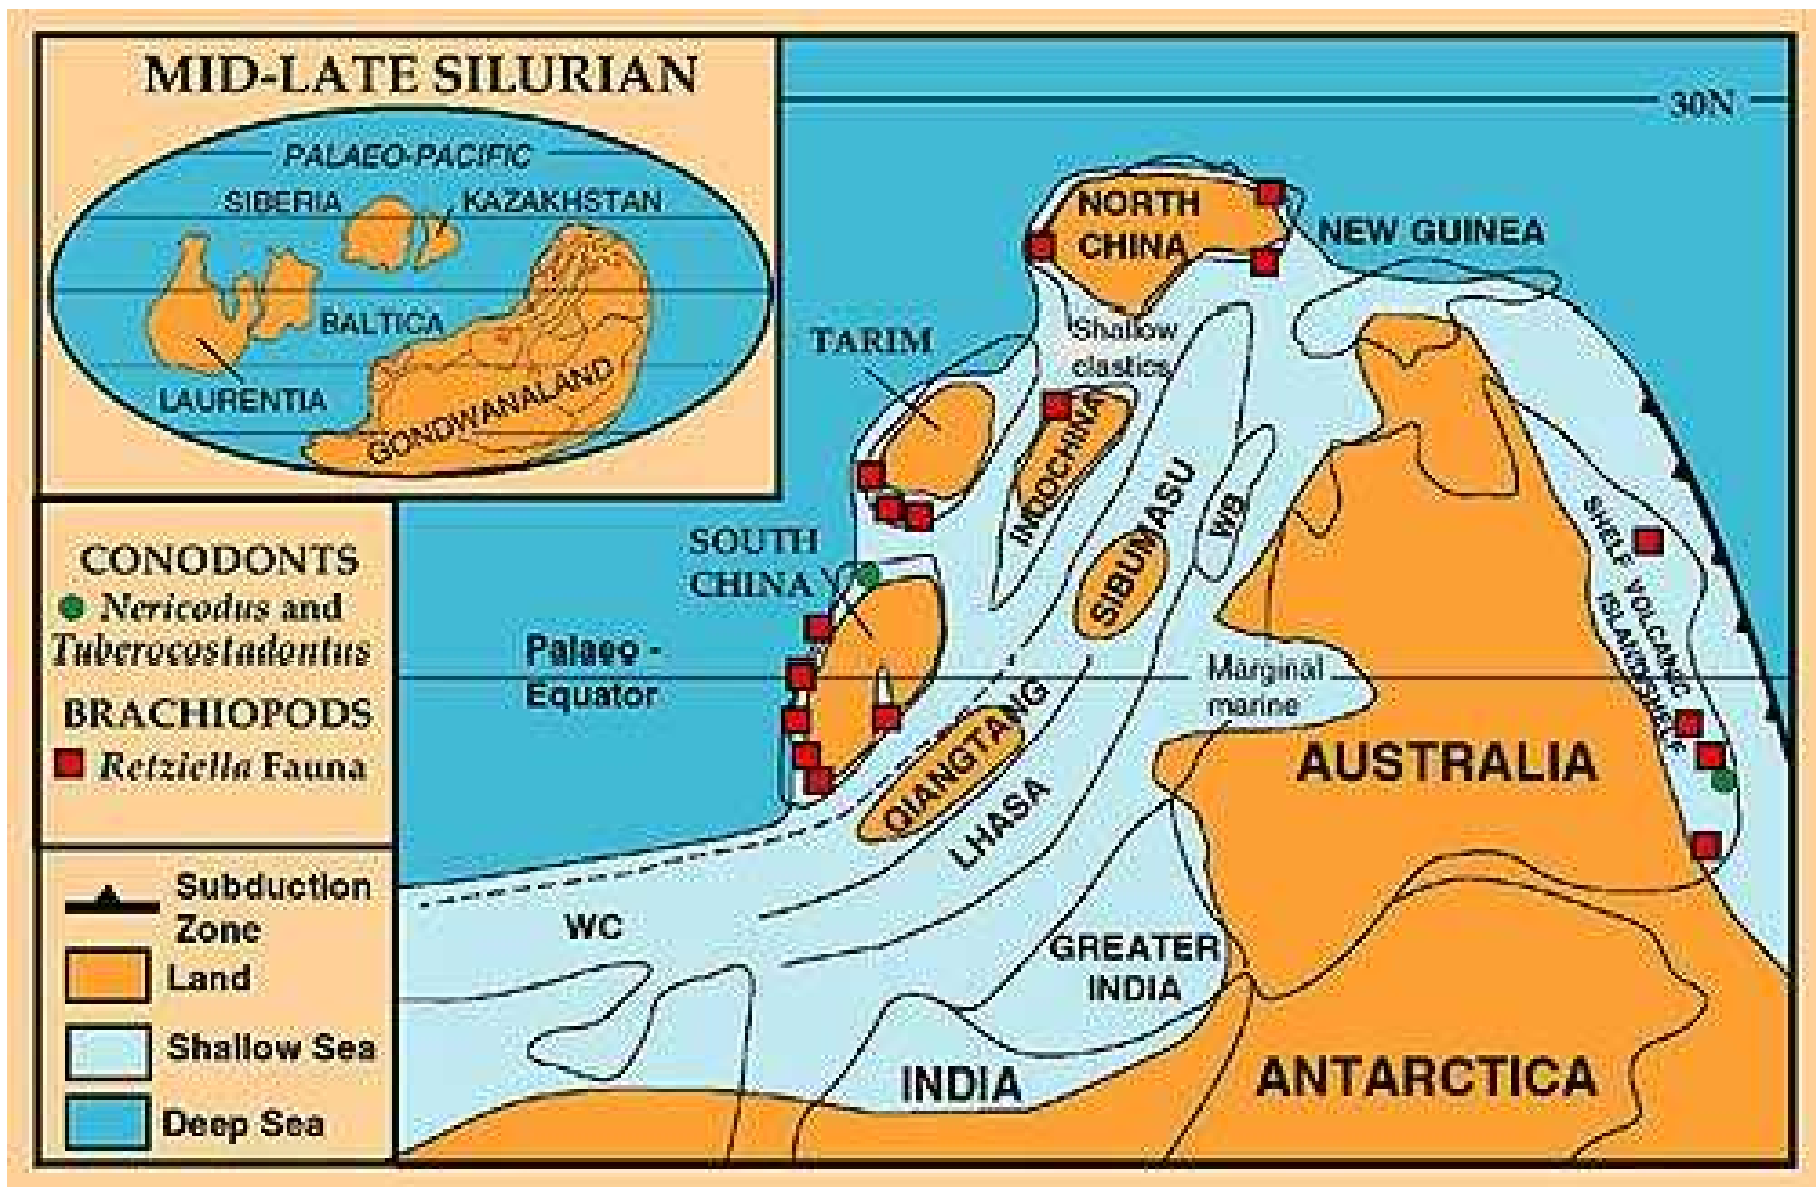 MID-LATE SILURIAN
PALAEO-PACIFIC
SIBERIA
KAZAKHSTAN
BALTICA
LAURENTIA
GONDWANALAND
CONODONTS
Nericodus and
Tuberocostadontus
BRACHIOPODS
Retziella Fauna
Subduction
Zone
Land
Shallow Sea
Deep Sea
30N
NORTH
CHINA
NEW GUINEA
TARIM
Shallow
clastics
INDOCHINA
SIBUMASU
WB
SOUTH
CHINA
Palaeo -
Equator
SHELF VOLCANIC
Marginal
marine
QIANGTANG
LHASA
AUSTRALIA
WC
GREATER
INDIA
INDIA
ANTARCTICA